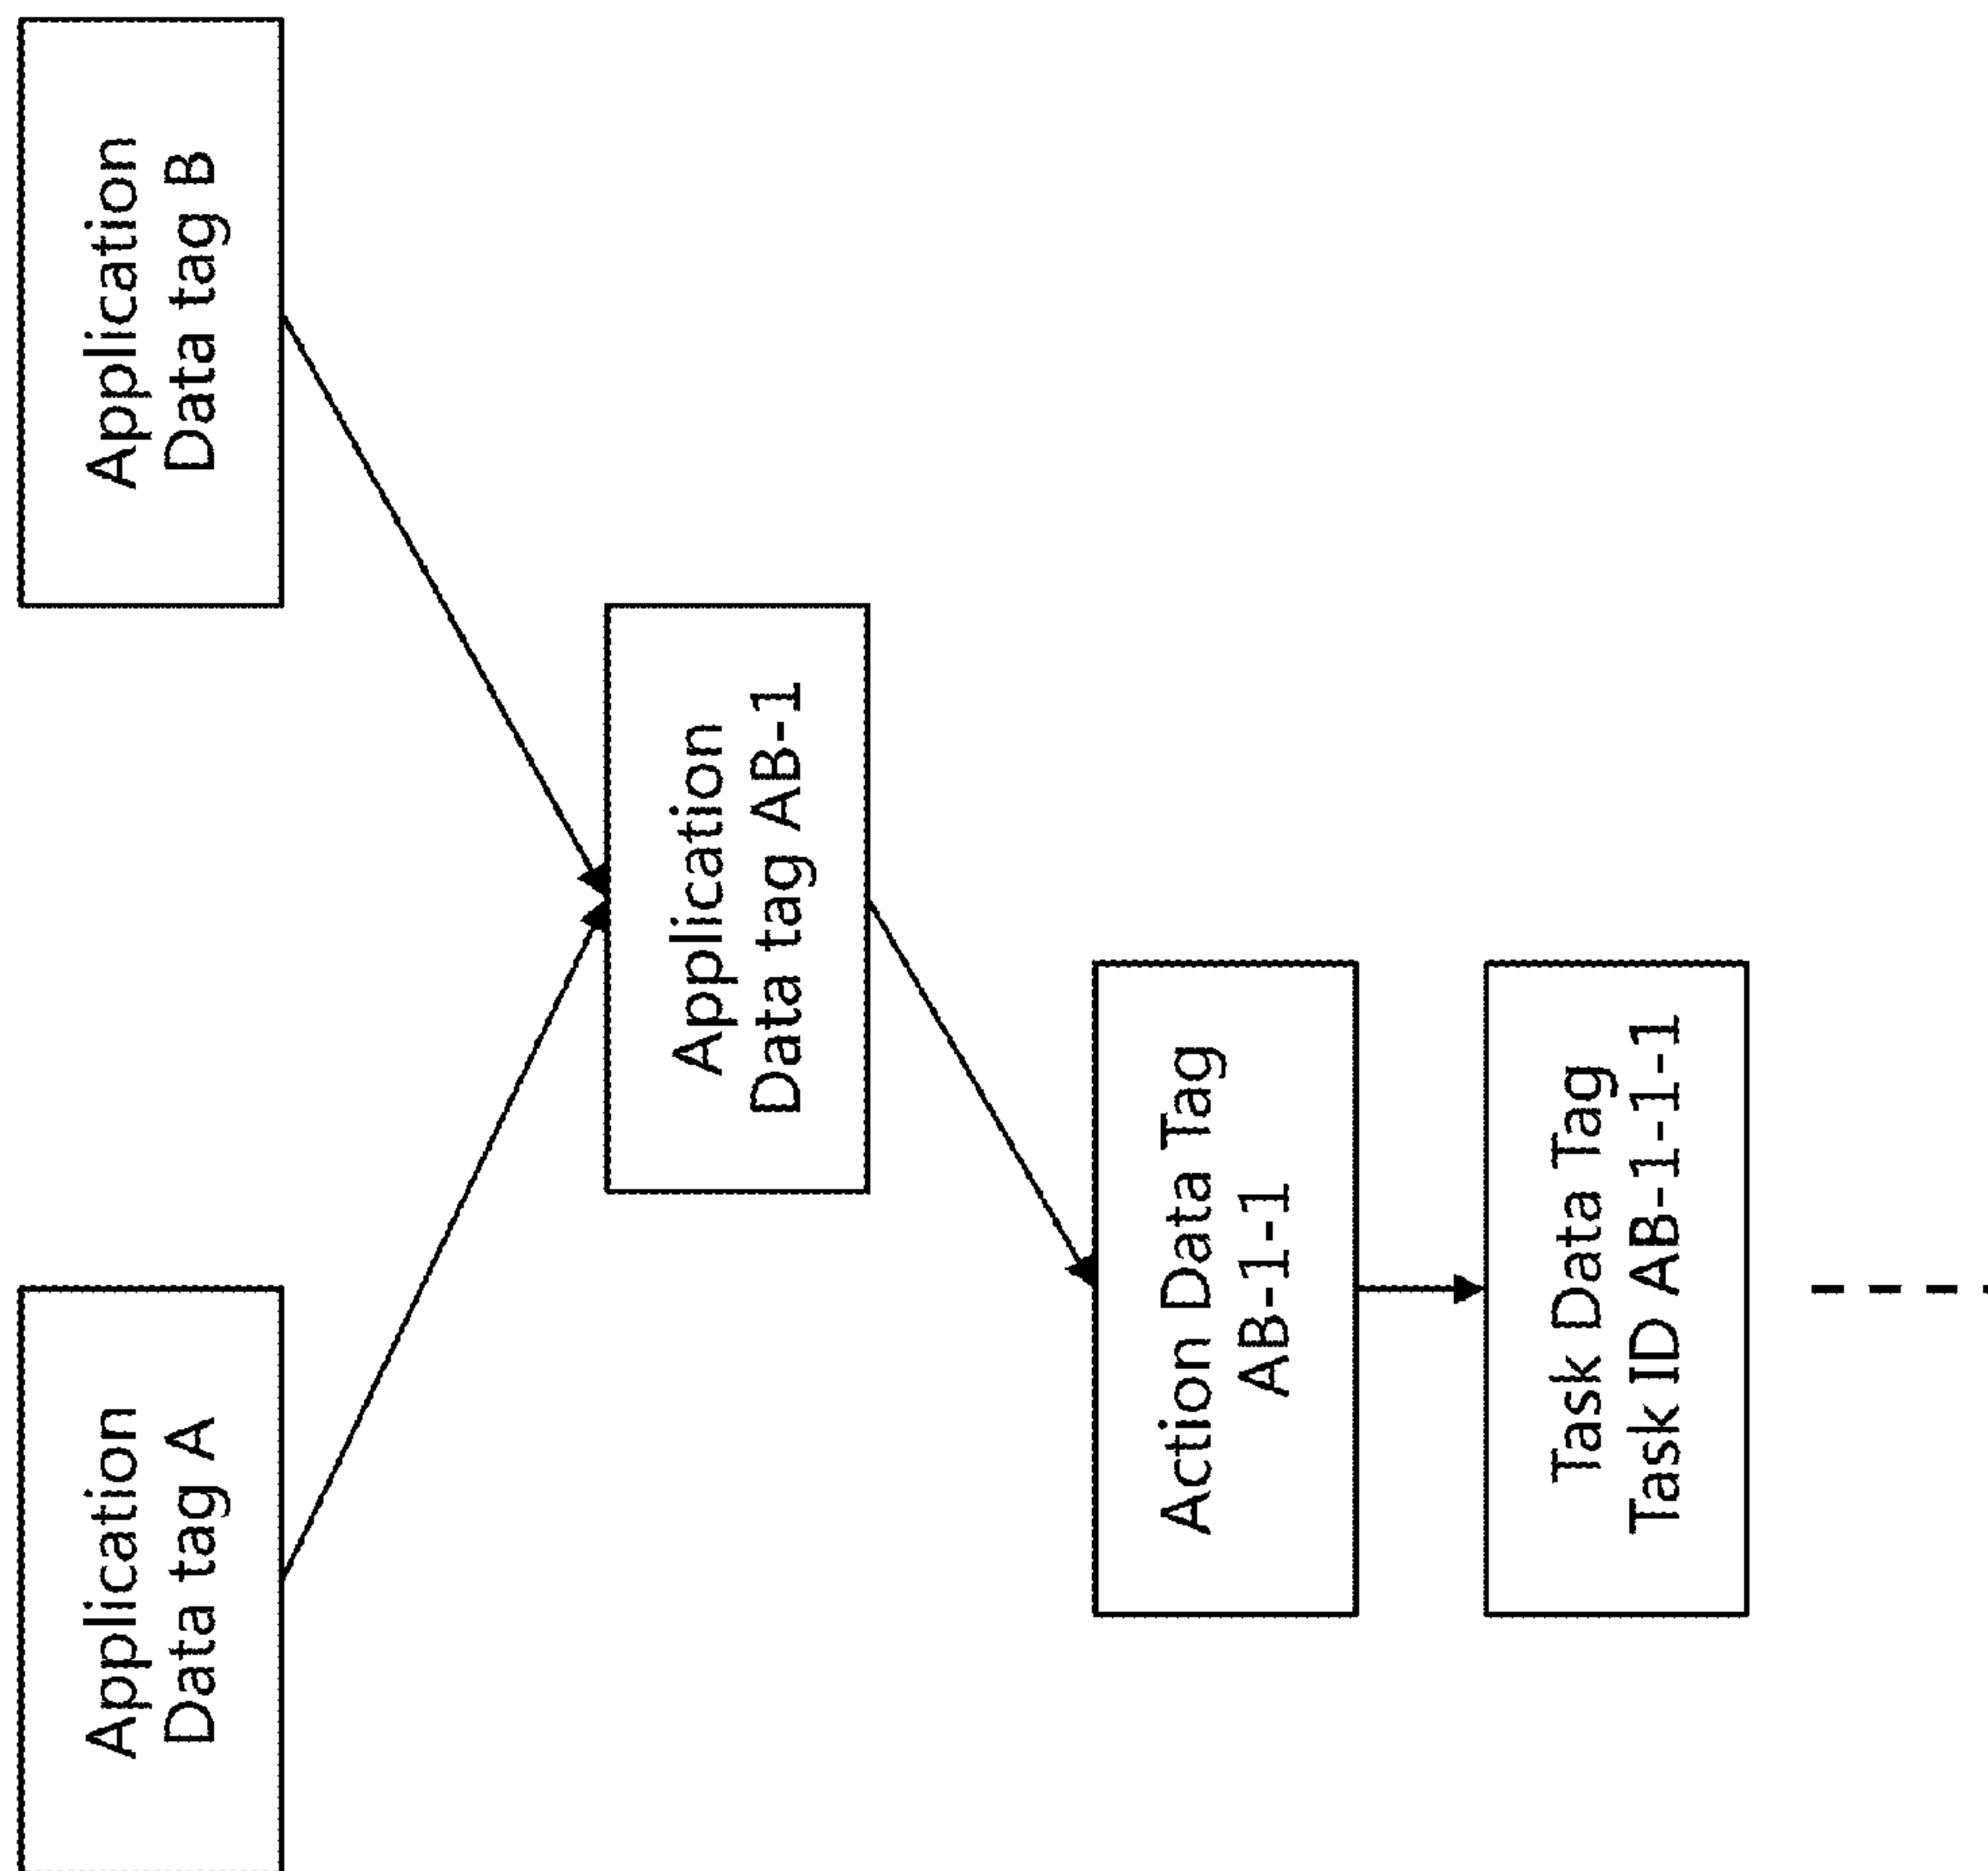 Application
Data tag A
Application
Data tag B
Application
Data tag AB-1
Action Data Tag
AB-1-1
Task Data Tag
Task ID AB-1-1-1